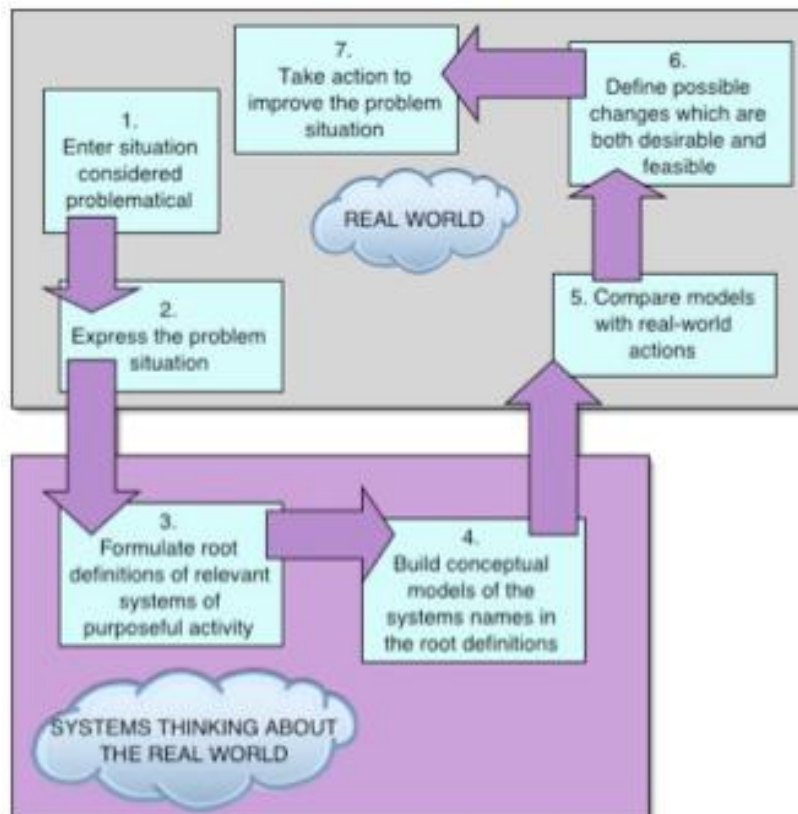 1.
Enter situation
considered
problematical
2.
Express the problem
situation
3.
Formulate root
definitions of relevant
systems of
purposeful activity
4.
Build conceptual
models of the
systems names in
the root definitions
5. Compare models
with real-world
actions
6.
Define possible
changes which are
both desirable and
feasible
7.
Take action to
improve the problem
situation
REAL WORLD
SYSTEMS THINKING ABOUT
THE REAL WORLD